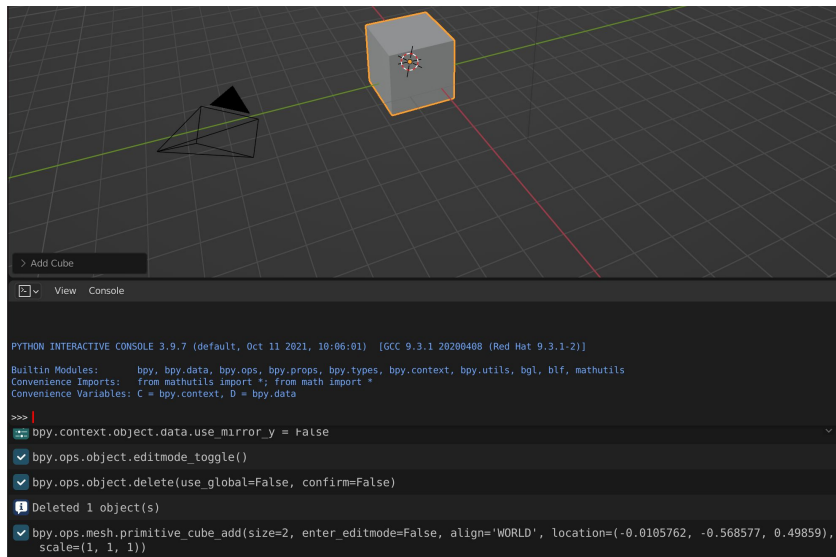 > Add Cube
View Console
PYTHON INTERACTIVE CONSOLE 3.9.7 (default, Oct 11 2021, 10:06:01) [GCC 9.3.1 20200408 (Red Hat 9.3.1-2)]
Builtin Modules: bpy, bpy.data, bpy.ops, bpy.props, bpy.types, bpy.context, bpy.utils, bgl, blf, mathutils
Convenience Imports: from mathutils import *; from math import *
Convenience Variables: C = bpy.context, D = bpy.data
>>>
bpy.context.object.data.use_mirror_y = False
bpy.ops.object.editmode_toggle()
bpy.ops.object.delete(use_global=False, confirm=False)
Deleted 1 object(s)
bpy.ops.mesh.primitive_cube_add(size=2, enter_editmode=False, align='WORLD', location=(-0.0105762, -0.568577, 0.49859),
scale=(1, 1, 1))